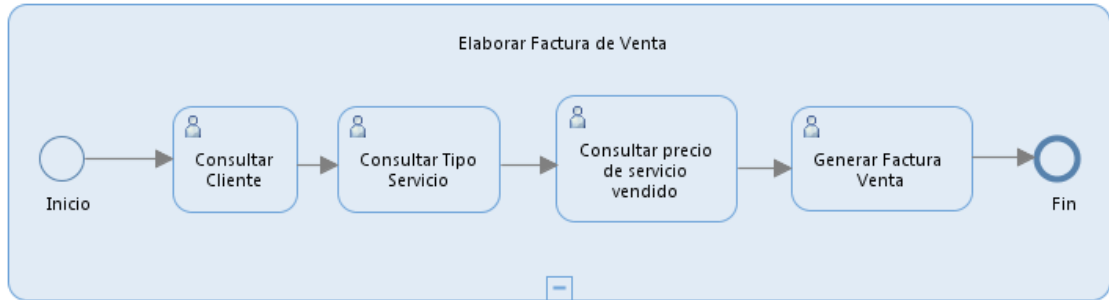 Elaborar Factura de Venta
Inicio
Consultar
Cliente
Consultar Tipo
Servicio
Consultar precio
de servicio
vendido
Generar Factura
Venta
Fin